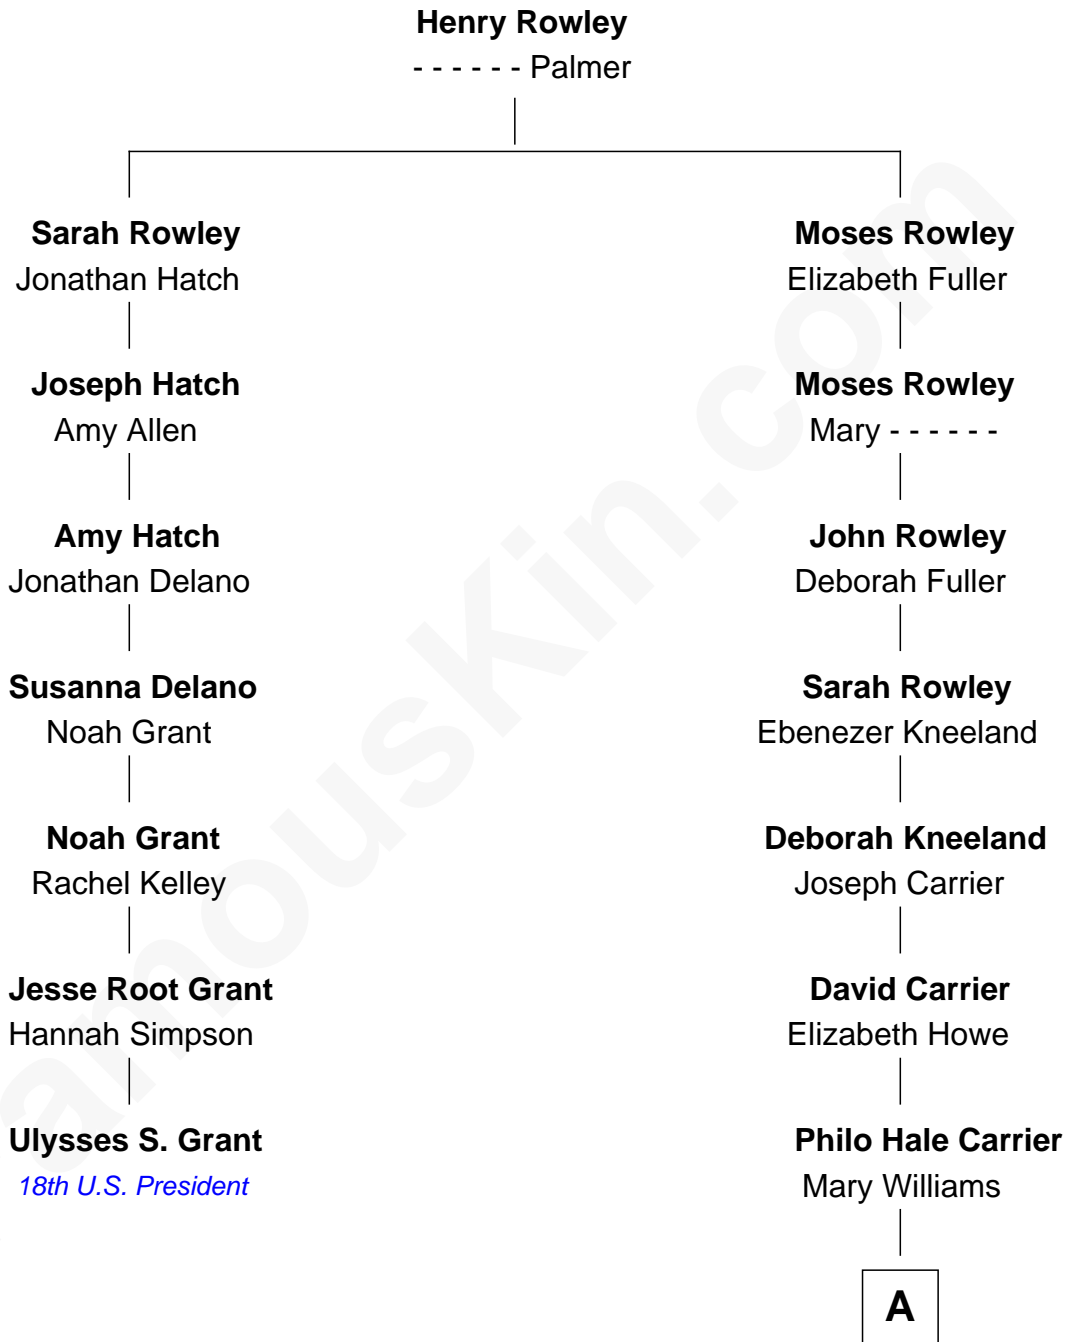 Henry Rowley
- - - - - - Palmer
Sarah Rowley
Jonathan Hatch
Moses Rowley
Elizabeth Fuller
Joseph Hatch
Amy Allen
Moses Rowley
Mary - - - - - -
Amy Hatch
Jonathan Delano
John Rowley
Deborah Fuller
Susanna Delano
Noah Grant
Sarah Rowley
Ebenezer Kneeland
Noah Grant
Rachel Kelley
Deborah Kneeland
Joseph Carrier
Jesse Root Grant
Hannah Simpson
David Carrier
Elizabeth Howe
Ulysses S. Grant
18th U.S. President
Philo Hale Carrier
Mary Williams
A
amousKin.com